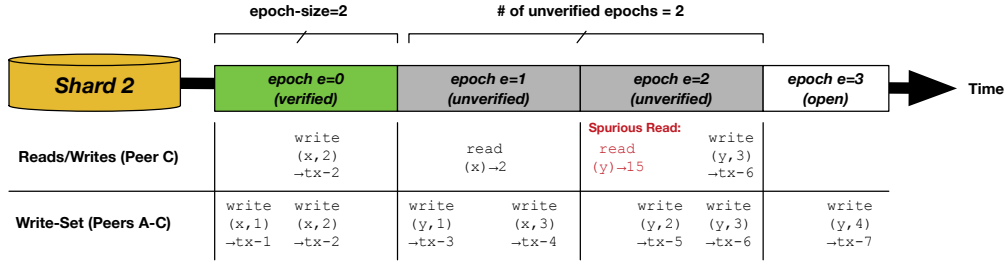 epoch-size=2
# of unverified epochs = 2
Shard 2
epoch e=0
(verified)
epoch e=1
(unverified)
epoch e=2
(unverified)
epoch e=3
(open)
Time
Reads/Writes (Peer C)
write
(x,2)
→tx-2
read
(x)→2
Spurious Read:
read
(y)→15
write
(y,3)
→tx-6
Write-Set (Peers A-C)
write
(x,1)
→tx-1
write
(x,2)
→tx-2
write
(y,1)
→tx-3
write
(x,3)
→tx-4
write
(y,2)
→tx-5
write
(y,3)
→tx-6
write
(y,4)
→tx-7